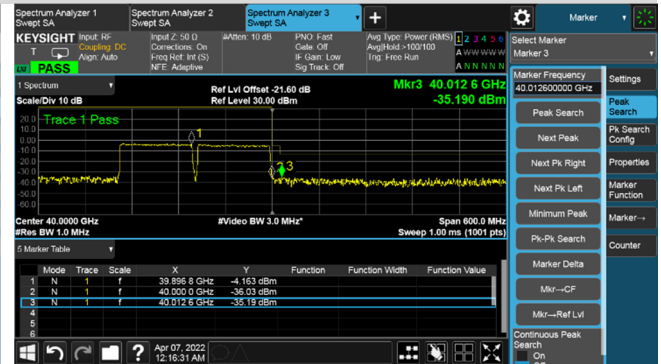 Spectrum Analyzer 1
Swept SA
Spectrum Analyzer 2
Swept SA
Spectrum Analyzer 3
Swept SA
Marker
KEYSIGHT
Input: RF
Coupling: DC
Align: Auto
Input Z: 50 Ω
Corrections: On
Freq Ref: Int (S)
NFE: Adaptive
#Atten: 10 dB
PNO: Fast
Gate: Off
IF Gain: Low
Sig Track: Off
Avg Type: Power (RMS)
Avg|Hold >100/100
Trig: Free Run
1 2 3 4 5 6
A W W W W W
A N N N N N
T
LNI PASS
Select Marker
Marker 3
1 Spectrum
Scale/Div 10 dB
Ref Lvl Offset -21.60 dB
Ref Level 30.00 dBm
Mkr3 40.012 6 GHz
-35.190 dBm
Trace 1 Pass
20.0
10.0
0.00
-10.0
-20.0
-30.0
-40.0
-50.0
-60.0
1
2
3
Center 40.0000 GHz
#Res BW 1.0 MHz
#Video BW 3.0 MHz*
Span 600.0 MHz
Sweep 1.00 ms (1001 pts)
5 Marker Table
Mode Trace Scale X Y Function Function Width Function Value
1 N 1 f 39.896 8 GHz -4.163 dBm
2 N 1 f 40.000 0 GHz -36.03 dBm
3 N 1 f 40.012 6 GHz -35.19 dBm
4
5
6
Marker Frequency
40.012600000 GHz
Peak Search
Next Peak
Next Pk Right
Next Pk Left
Minimum Peak
Pk-Pk Search
Marker Delta
Mkr→CF
Mkr→Ref Lvl
Continuous Peak
Search
On
Off
Settings
Peak
Search
Pk Search
Config
Properties
Marker
Function
Marker→
Counter
?
Apr 07, 2022
12:16:31 AM